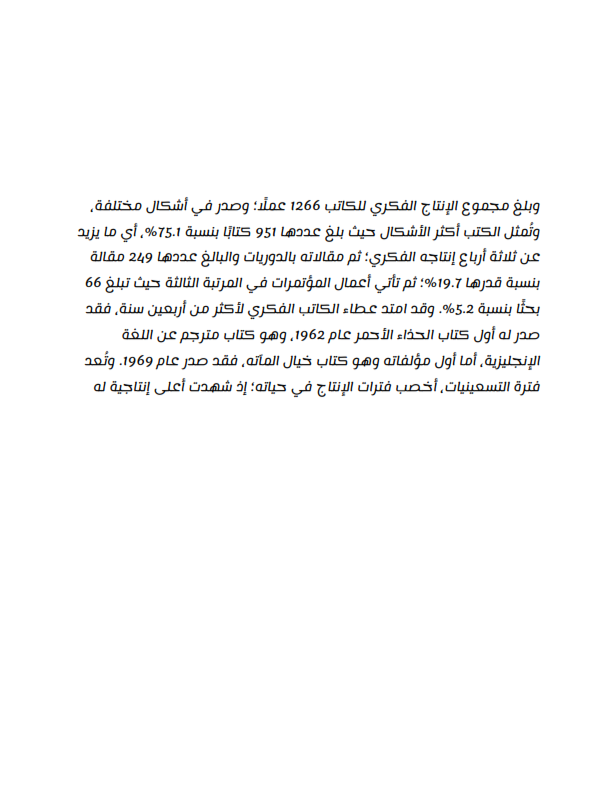 وبلغ مجموع الإنتاج الفكري للكاتب 1266 عملًا؛ وصدر في أشكال مختلفة،
وتُمثل الكتب أكثر الأشكال حيث بلغ عددها 951 كتابًا بنسبة 75.1%، أي ما يزيد
عن ثلاثة أرباع إنتاجه الفكري؛ ثم مقالاته بالدوريات والبالغ عددها 249 مقالة
بنسبة قدرها 19.7%؛ ثم تأتي أعمال المؤتمرات في المرتبة الثالثة حيث تبلغ 66
بحثًا بنسبة 5.2%. وقد امتد عطاء الكاتب الفكري لأكثر من أربعين سنة، فقد
صدر له أول كتاب الحذاء الأحمر عام 1962، وهو كتاب مترجم عن اللغة
الإنجليزية، أما أول مؤلفاته وهو كتاب خيال المآته، فقد صدر عام 1969. وتُعد
فترة التسعينيات، أخصب فترات الإنتاج في حياته؛ إذ شهدت أعلى إنتاجية له